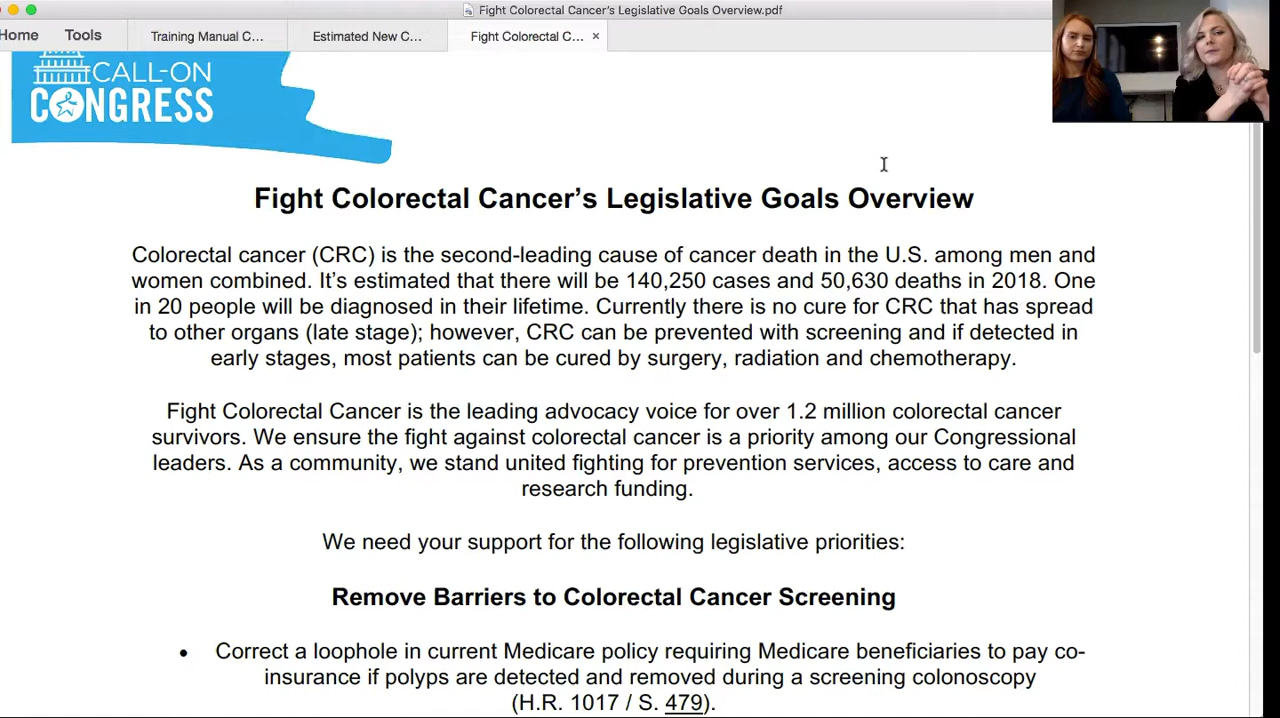 Fight Colorectal Cancer’s Legislative Goals Overview.pdf
Home
Tools
Training Manual C...
Estimated New C...
Fight Colorectal C... ×
CALL-ON
CONGRESS
Fight Colorectal Cancer’s Legislative Goals Overview
Colorectal cancer (CRC) is the second-leading cause of cancer death in the U.S. among men and
women combined. It’s estimated that there will be 140,250 cases and 50,630 deaths in 2018. One
in 20 people will be diagnosed in their lifetime. Currently there is no cure for CRC that has spread
to other organs (late stage); however, CRC can be prevented with screening and if detected in
early stages, most patients can be cured by surgery, radiation and chemotherapy.
Fight Colorectal Cancer is the leading advocacy voice for over 1.2 million colorectal cancer
survivors. We ensure the fight against colorectal cancer is a priority among our Congressional
leaders. As a community, we stand united fighting for prevention services, access to care and
research funding.
We need your support for the following legislative priorities:
Remove Barriers to Colorectal Cancer Screening
• Correct a loophole in current Medicare policy requiring Medicare beneficiaries to pay co-
insurance if polyps are detected and removed during a screening colonoscopy
(H.R. 1017 / S. 479).